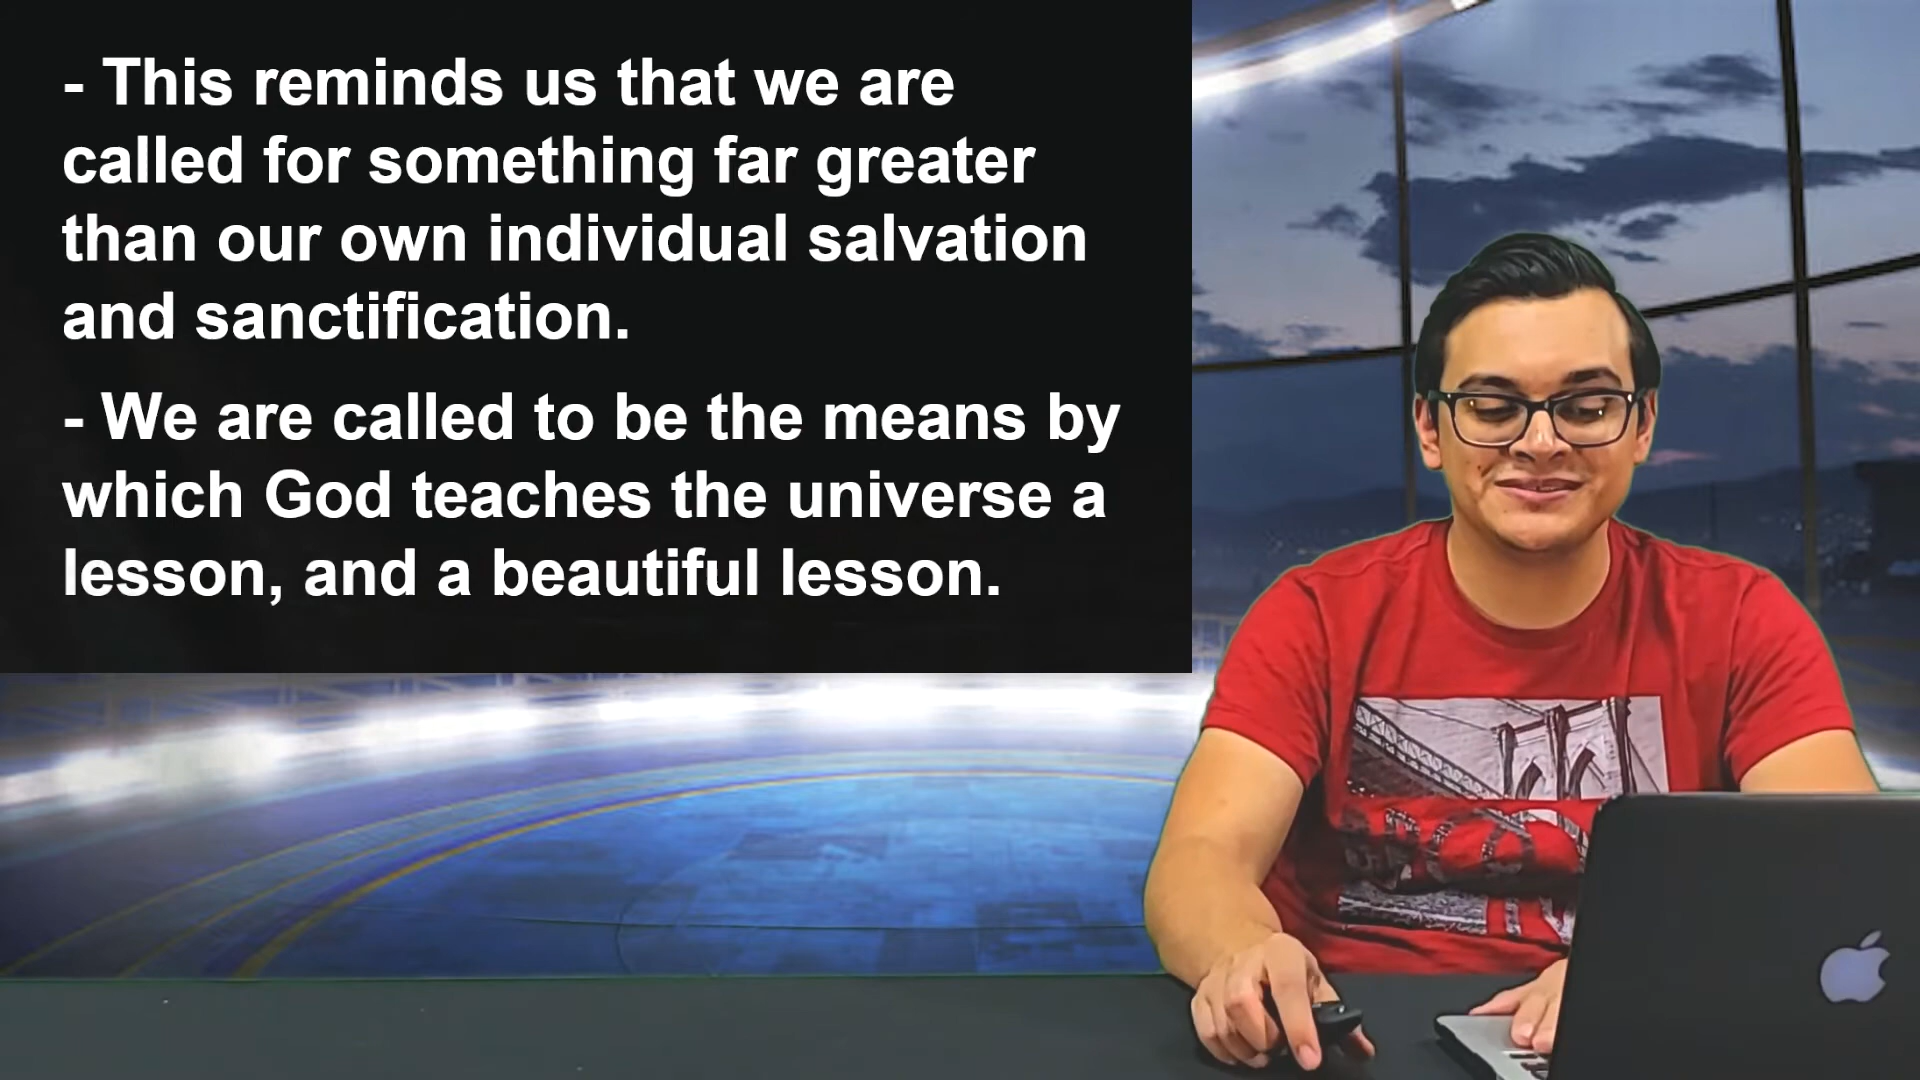 - This reminds us that we are
called for something far greater
than our own individual salvation
and sanctification.
- We are called to be the means by
which God teaches the universe a
lesson, and a beautiful lesson.